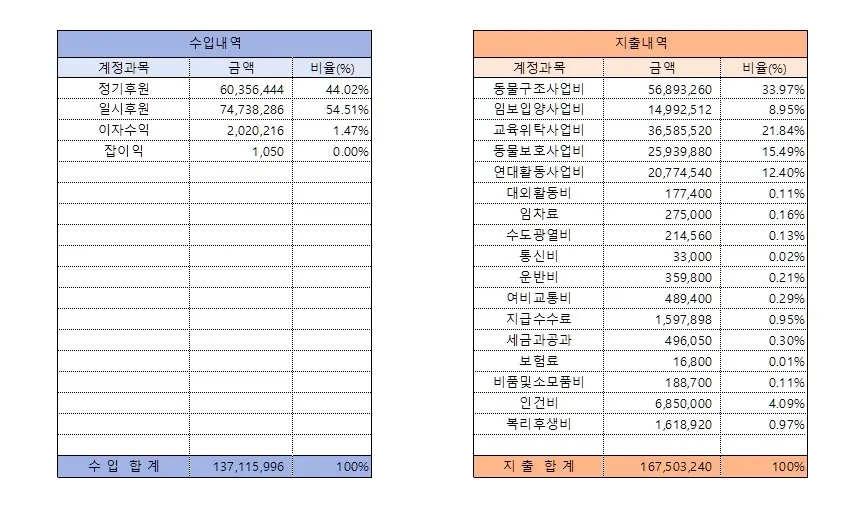 수입내역
계정과목 금액 비율(%)
정기후원 60,356,444 44.02%
일시후원 74,738,286 54.51%
이자수익 2,020,216 1.47%
잡이익 1,050 0.00%
수 입 합 계 137,115,996 100%
지출내역
계정과목 금액 비율(%)
동물구조사업비 56,893,260 33.97%
임보입양사업비 14,992,512 8.95%
교육위탁사업비 36,585,520 21.84%
동물보호사업비 25,939,880 15.49%
연대활동사업비 20,774,540 12.40%
대외활동비 177,400 0.11%
임차료 275,000 0.16%
수도광열비 214,560 0.13%
통신비 33,000 0.02%
운반비 359,800 0.21%
여비교통비 489,400 0.29%
지급수수료 1,597,898 0.95%
세금과공과 496,050 0.30%
보험료 16,800 0.01%
비품및소모품비 188,700 0.11%
인건비 6,850,000 4.09%
복리후생비 1,618,920 0.97%
지 출 합 계 167,503,240 100%